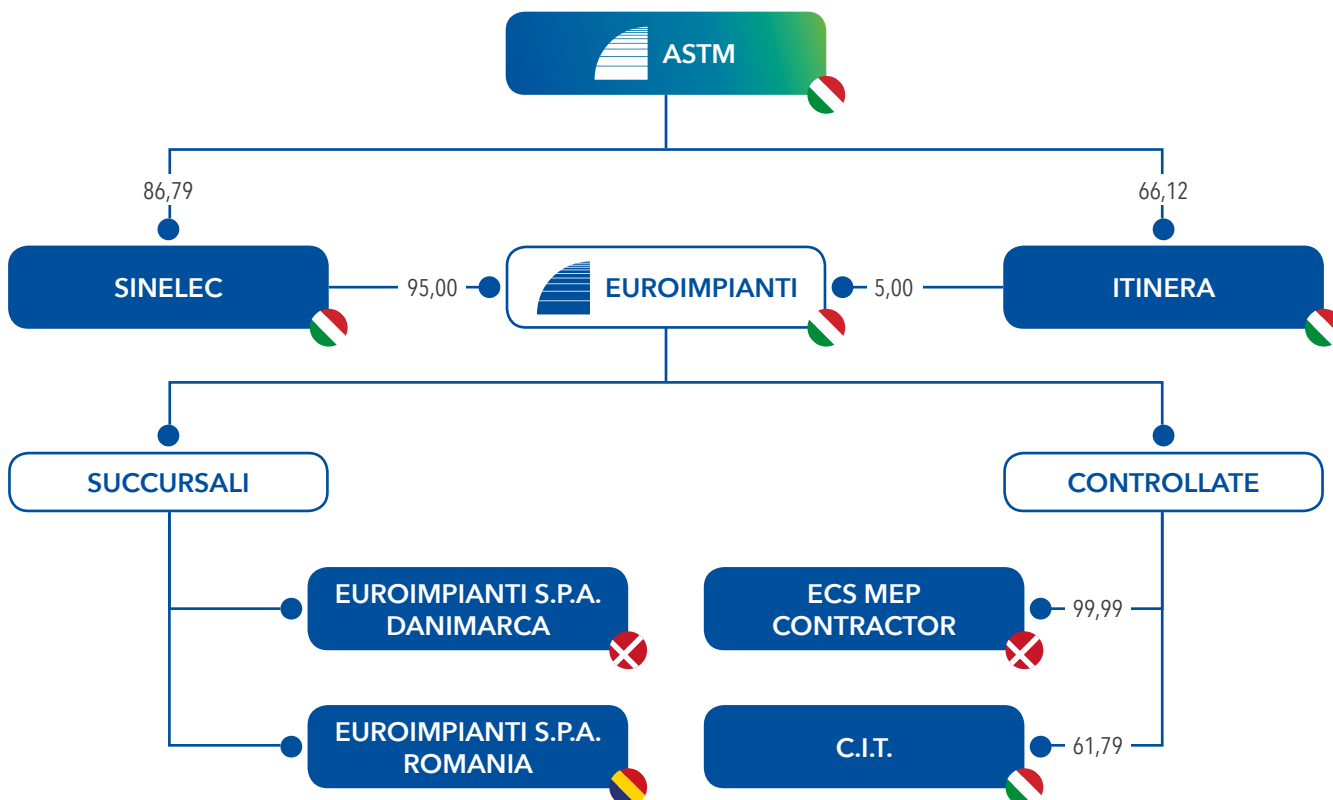 ASTM
86,79
66,12
SINELEC
95,00
EUROIMPIANTI
5,00
ITINERA
SUCCURSALI
CONTROLLATE
EUROIMPIANTI S.P.A.
DANIMARCA
ECS MEP
CONTRACTOR
99,99
EUROIMPIANTI S.P.A.
ROMANIA
C.I.T.
61,79